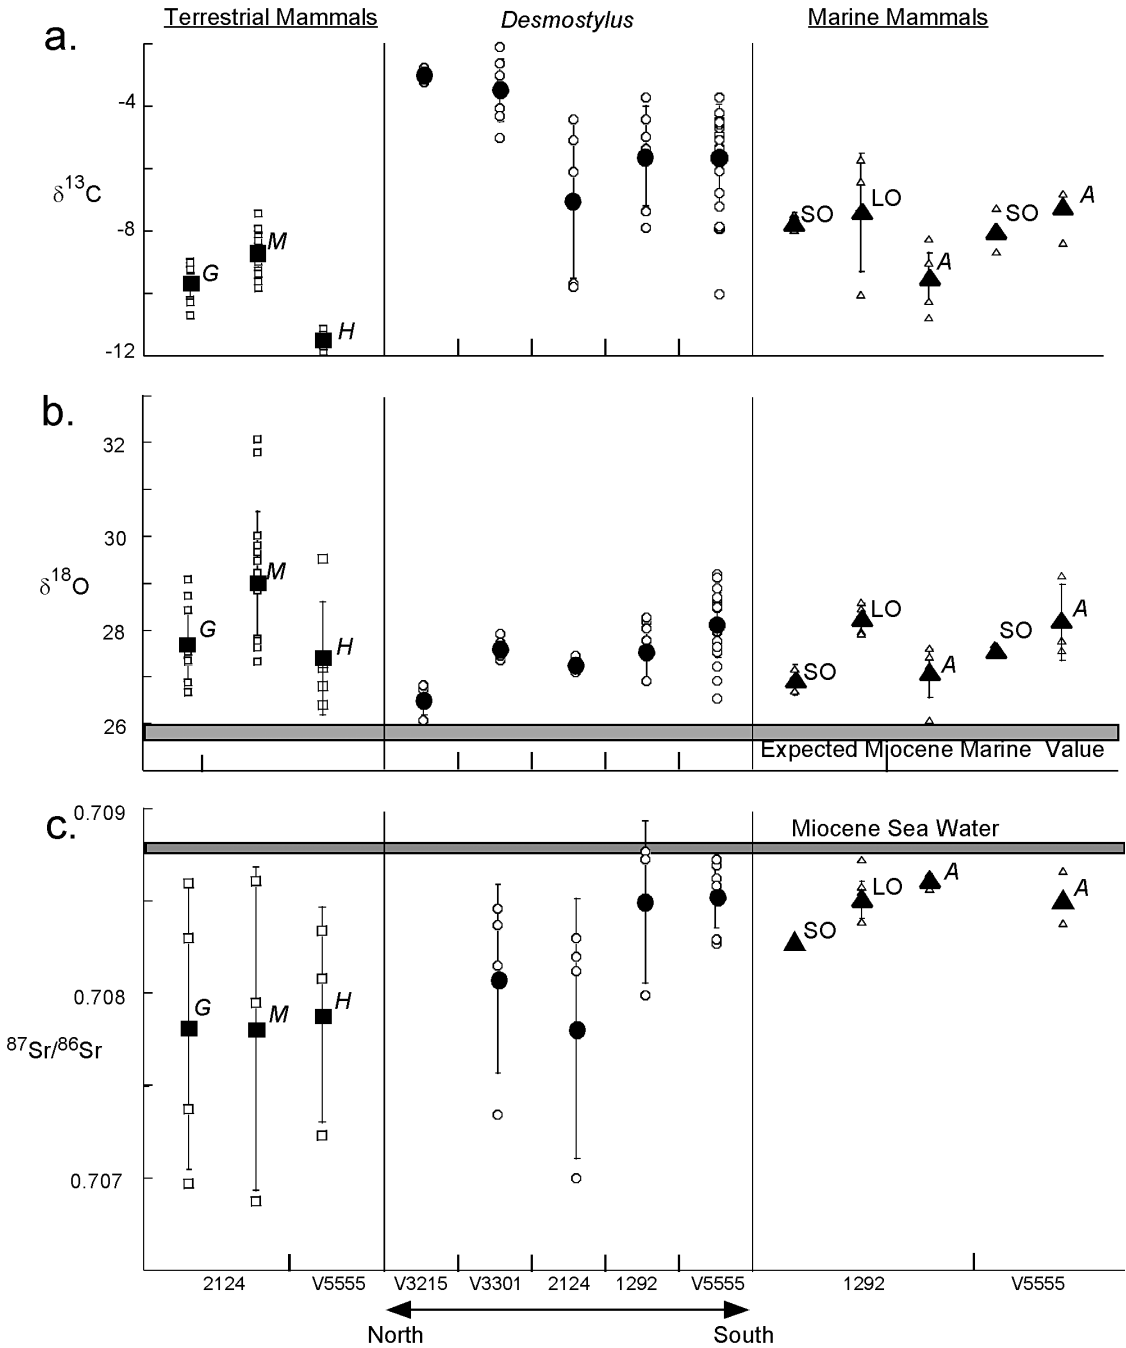 Terrestrial Mammals
Desmostylus
Marine Mammals
a.
-4
δ13C
-8
-12
G
M
H
SO
LO
A
SO
A
b.
32
30
δ18O
28
26
G
M
H
SO
LO
A
SO
A
Expected Miocene Marine Value
c.
0.709
Miocene Sea Water
0.708
87Sr/86Sr
0.707
G
M
H
SO
LO
A
A
2124
V5555
V3215
V3301
2124
1292
V5555
1292
V5555
North
South